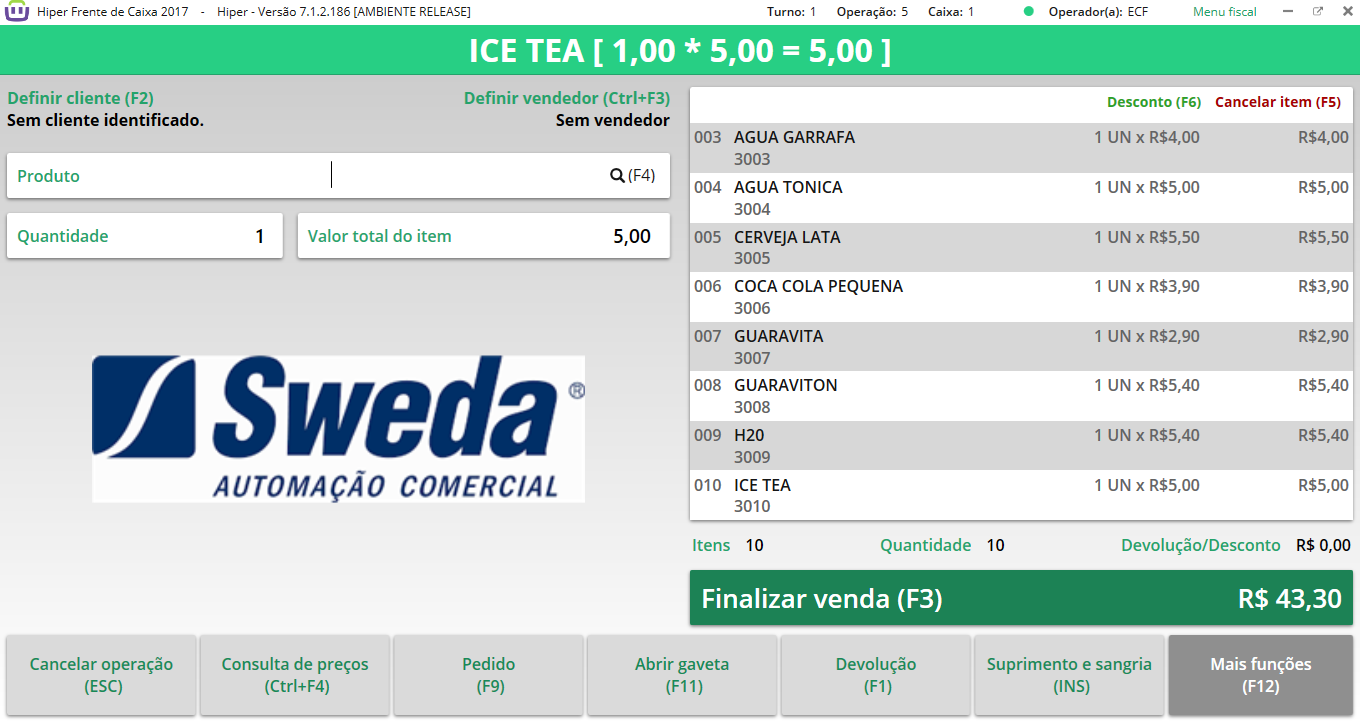 Hiper Frente de Caixa 2017 - Hiper - Versão 7.1.2.186 [AMBIENTE RELEASE] Turno: 1 Operação: 5 Caixa: 1 Operador(a): ECF Menu fiscal
ICE TEA [ 1,00 * 5,00 = 5,00 ]
Definir cliente (F2) Definir vendedor (Ctrl+F3)
Sem cliente identificado. Sem vendedor
Produto (F4)
Quantidade 1 Valor total do item 5,00
Sweda®
AUTOMAÇÃO COMERCIAL
Desconto (F6) Cancelar item (F5)
003 AGUA GARRAFA 1 UN x R$4,00 R$4,00
3003
004 AGUA TONICA 1 UN x R$5,00 R$5,00
3004
005 CERVEJA LATA 1 UN x R$5,50 R$5,50
3005
006 COCA COLA PEQUENA 1 UN x R$3,90 R$3,90
3006
007 GUARAVITA 1 UN x R$2,90 R$2,90
3007
008 GUARAVITON 1 UN x R$5,40 R$5,40
3008
009 H20 1 UN x R$5,40 R$5,40
3009
010 ICE TEA 1 UN x R$5,00 R$5,00
3010
Itens 10 Quantidade 10 Devolução/Desconto R$ 0,00
Finalizar venda (F3) R$ 43,30
Cancelar operação
(ESC)
Consulta de preços
(Ctrl+F4)
Pedido
(F9)
Abrir gaveta
(F11)
Devolução
(F1)
Suprimento e sangria
(INS)
Mais funções
(F12)